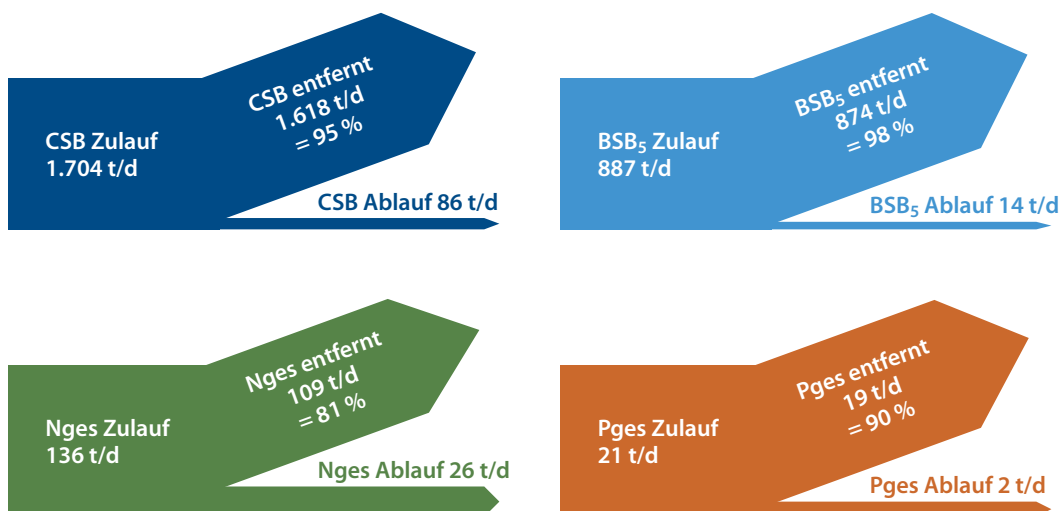 CSB Zulauf
1.704 t/d
CSB entfernt
1.618 t/d
= 95 %
CSB Ablauf 86 t/d
BSB₅ Zulauf
887 t/d
BSB₅ entfernt
874 t/d
= 98 %
BSB₅ Ablauf 14 t/d
Nges Zulauf
136 t/d
Nges entfernt
109 t/d
= 81 %
Nges Ablauf 26 t/d
Pges Zulauf
21 t/d
Pges entfernt
19 t/d
= 90 %
Pges Ablauf 2 t/d